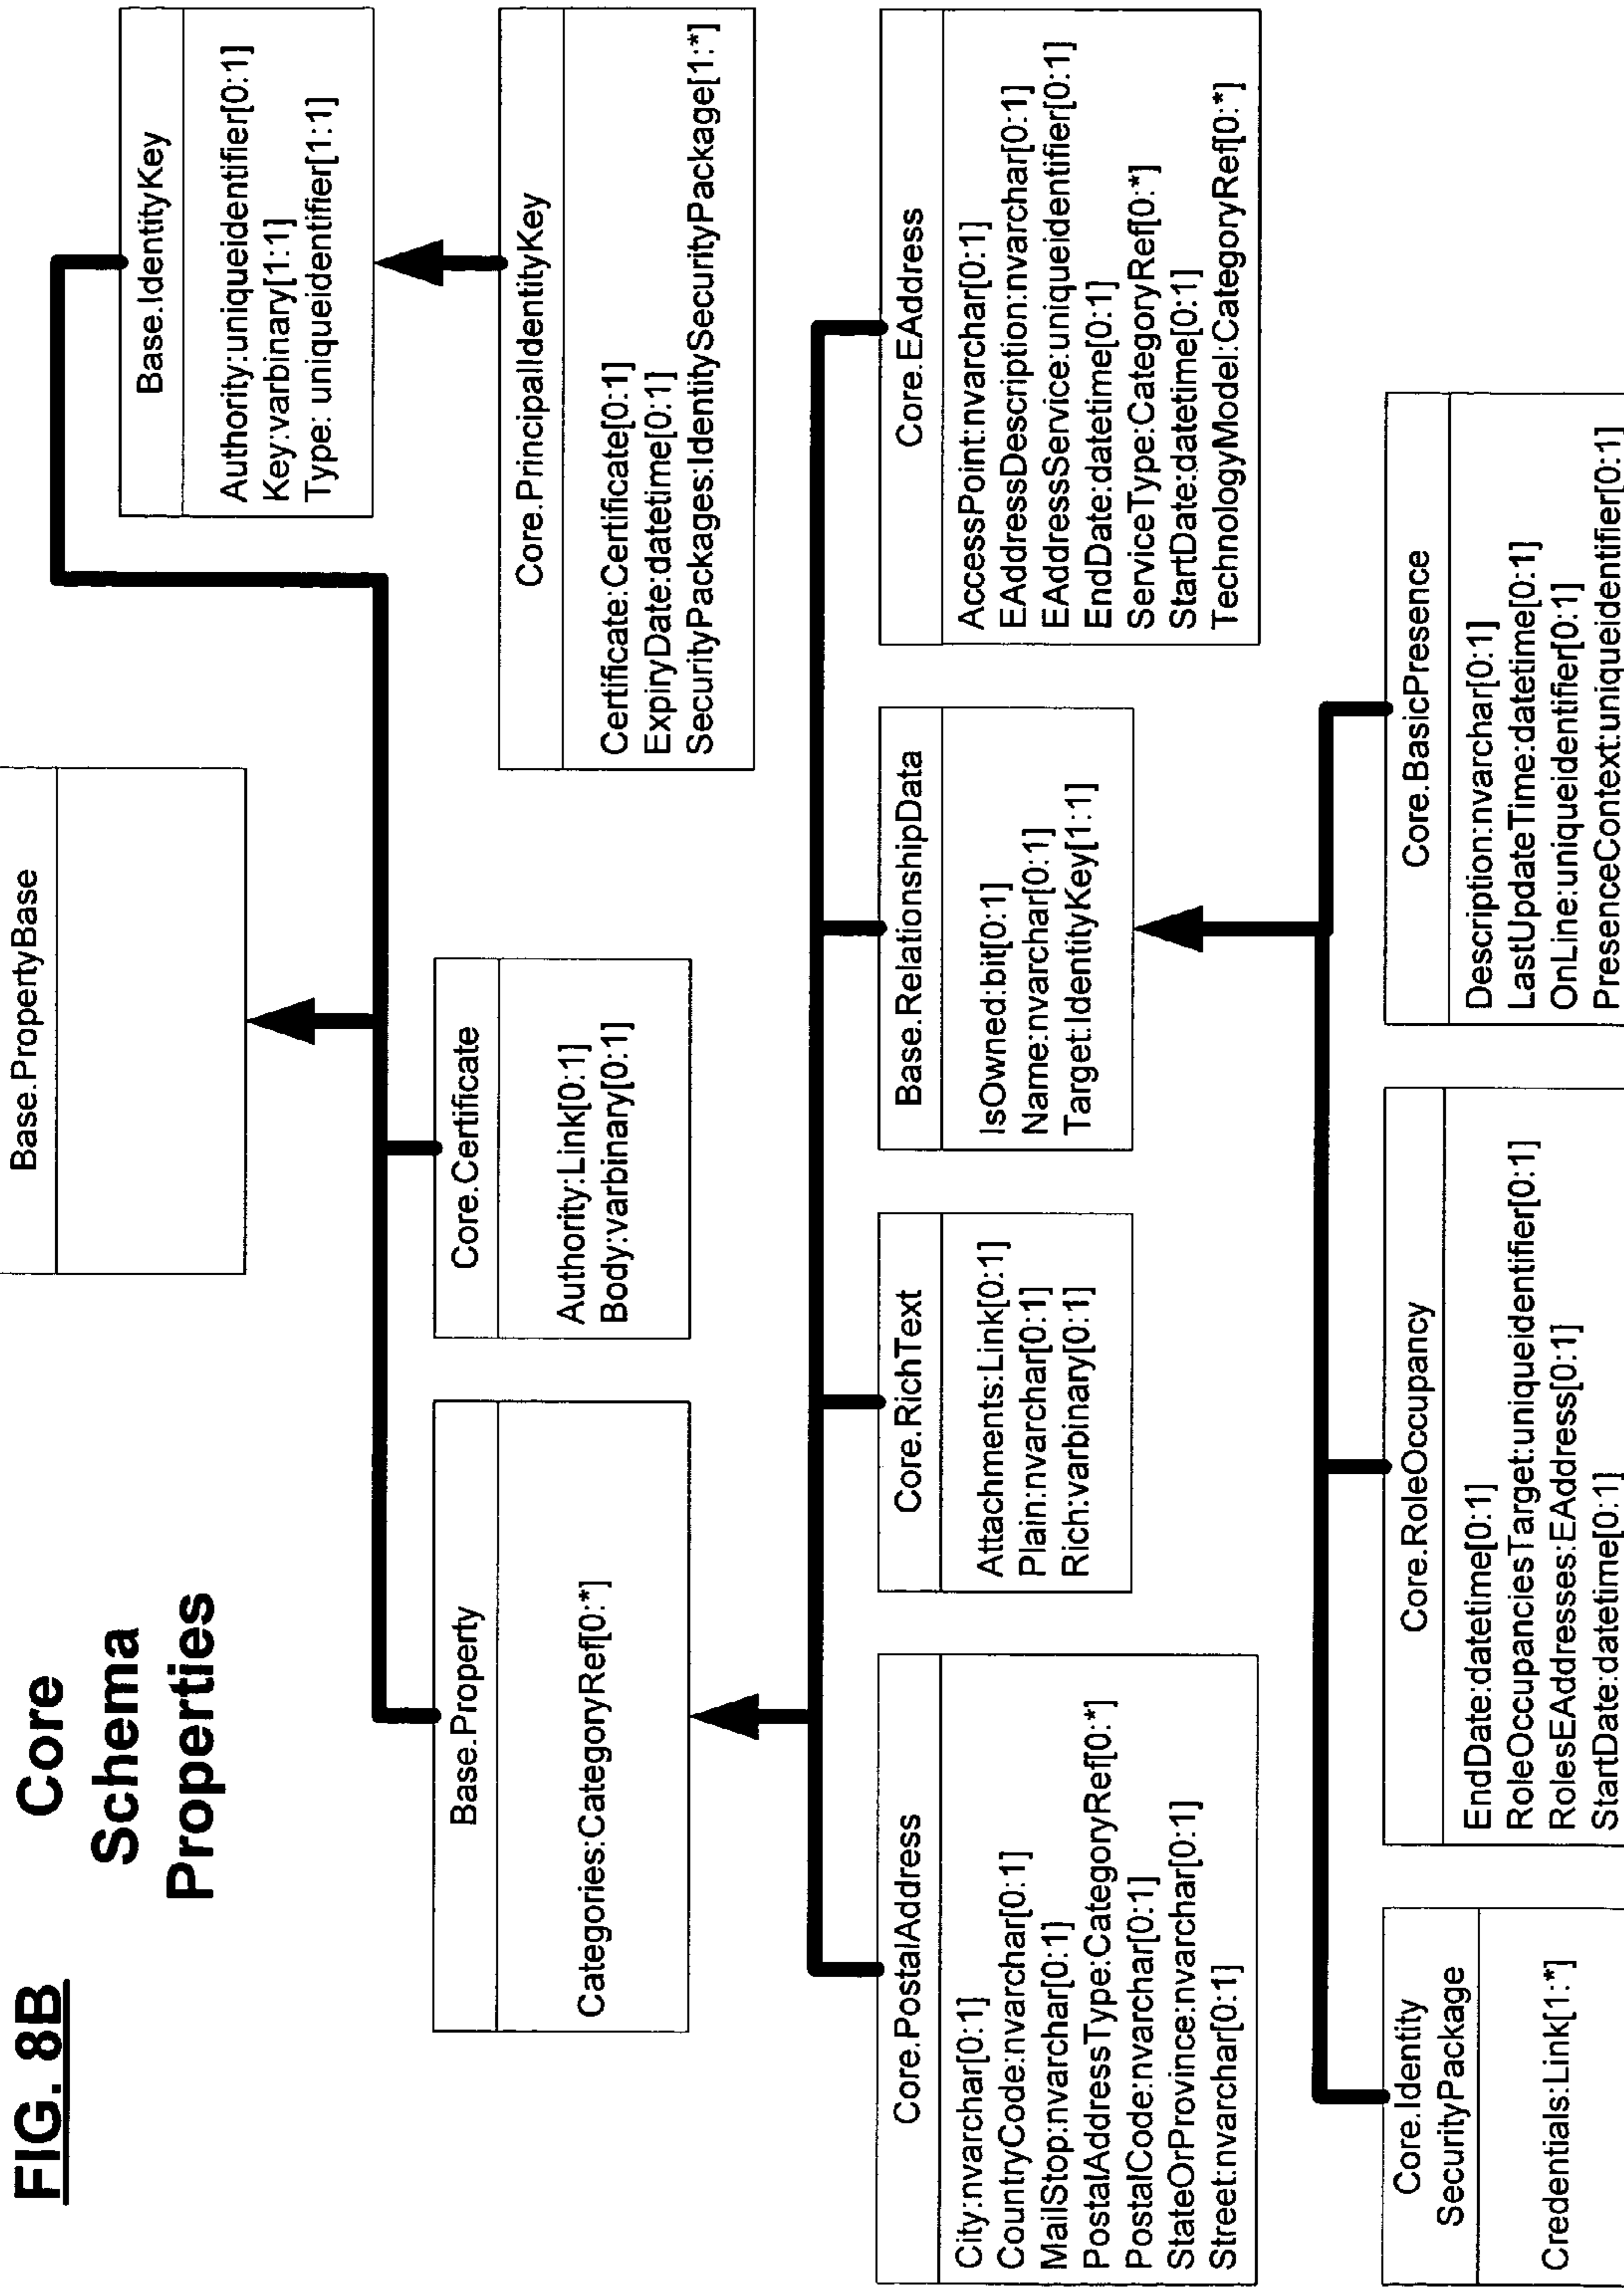 FIG. 8B
Core
Schema
Properties
Base.PropertyBase
Base.IdentityKey
Authority:uniqueidentifier[0:1]
Key:varbinary[1:1]
Type: uniqueidentifier[1:1]
Base.Property
Categories:CategoryRef[0:*]
Core.Certificate
Authority:Link[0:1]
Body:varbinary[0:1]
Core.PrincipalIdentityKey
Certificate:Certificate[0:1]
ExpiryDate:datetime[0:1]
SecurityPackages:IdentitySecurityPackage[1:*]
Core.PostalAddress
City:nvarchar[0:1]
CountryCode:nvarchar[0:1]
MailStop:nvarchar[0:1]
PostalAddressType:CategoryRef[0:*]
PostalCode:nvarchar[0:1]
StateOrProvince:nvarchar[0:1]
Street:nvarchar[0:1]
Core.RichText
Attachments:Link[0:1]
Plain:nvarchar[0:1]
Rich:varbinary[0:1]
Base.RelationshipData
IsOwned:bit[0:1]
Name:nvarchar[0:1]
Target:IdentityKey[1:1]
Core.EAddress
AccessPoint:nvarchar[0:1]
EAddressDescription:nvarchar[0:1]
EAddressService:uniqueidentifier[0:1]
EndDate:datetime[0:1]
ServiceType:CategoryRef[0:*]
StartDate:datetime[0:1]
TechnologyModel:CategoryRef[0:*]
Core.Identity
SecurityPackage
Credentials:Link[1:*]
Core.RoleOccupancy
EndDate:datetime[0:1]
RoleOccupanciesTarget:uniqueidentifier[0:1]
RolesEAddresses:EAddress[0:1]
StartDate:datetime[0:1]
Core.BasicPresence
Description:nvarchar[0:1]
LastUpdateTime:datetime[0:1]
OnLine:uniqueidentifier[0:1]
PresenceContext:uniqueidentifier[0:1]